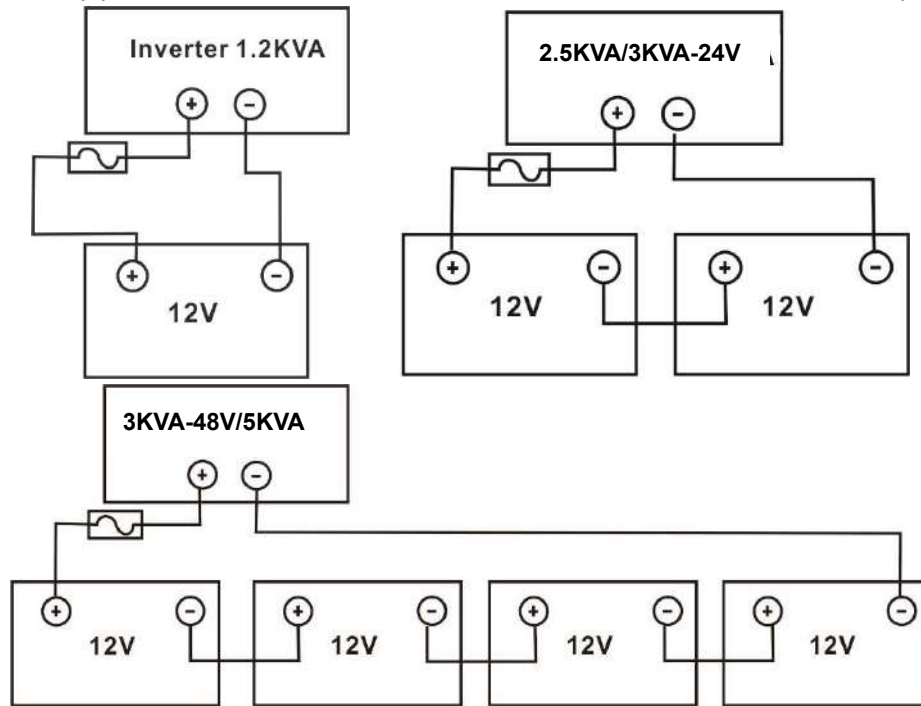 Inverter 1.2KVA
+ −
+ −
12V
2.5KVA/3KVA-24V
+ −
+ − + −
12V 12V
3KVA-48V/5KVA
+ −
+ − + − + − + −
12V 12V 12V 12V